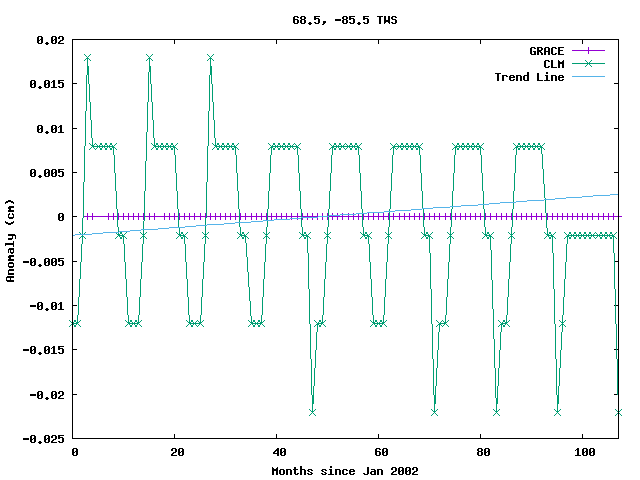 68.5, -85.5 TWS
GRACE
CLM
Trend Line
0.02
0.015
0.01
0.005
0
-0.005
-0.01
-0.015
-0.02
-0.025
Anomaly (cm)
0 20 40 60 80 100
Months since Jan 2002